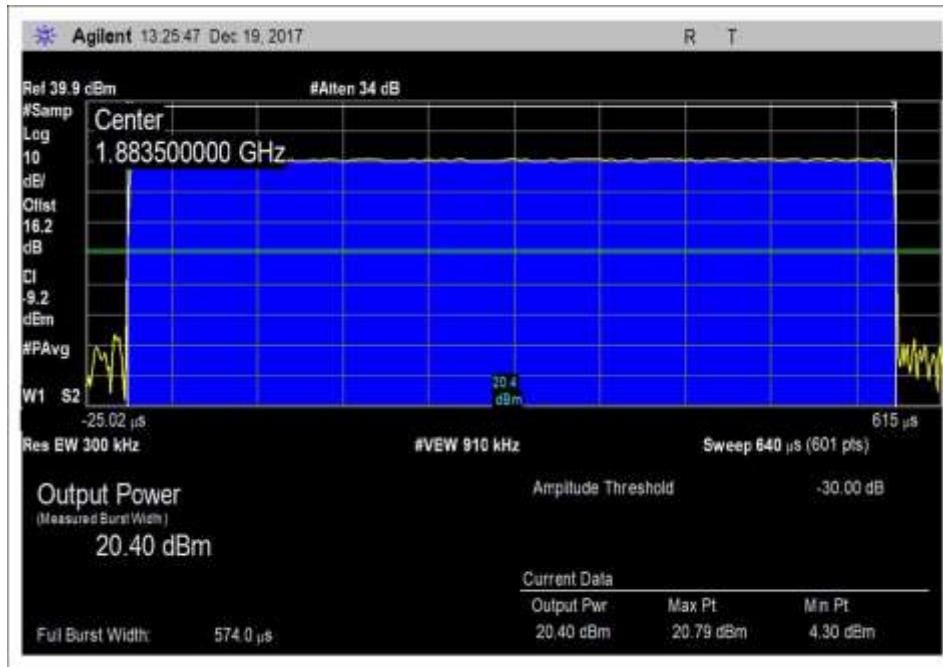 Agilent 13:25:47 Dec 19, 2017 R T
Ref 39.9 dBm #Atten 34 dB
#Samp
Log
10
dB/
Offst
16.2
dB
Cl
-9.2
dBm
#PAvg
W1 S2
Center
1.883500000 GHz
20.4
dBm
-25.02 µs 615 µs
Res BW 300 kHz #VBW 910 kHz Sweep 640 µs (601 pts)
Output Power
(Measured Burst Width)
20.40 dBm
Amplitude Threshold -30.00 dB
Current Data
Output Pwr Max Pt Min Pt
20.40 dBm 20.79 dBm 4.30 dBm
Full Burst Width: 574.0 µs